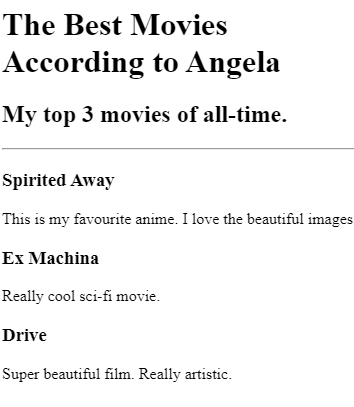 The Best Movies
According to Angela
My top 3 movies of all-time.
Spirited Away
This is my favourite anime. I love the beautiful images
Ex Machina
Really cool sci-fi movie.
Drive
Super beautiful film. Really artistic.